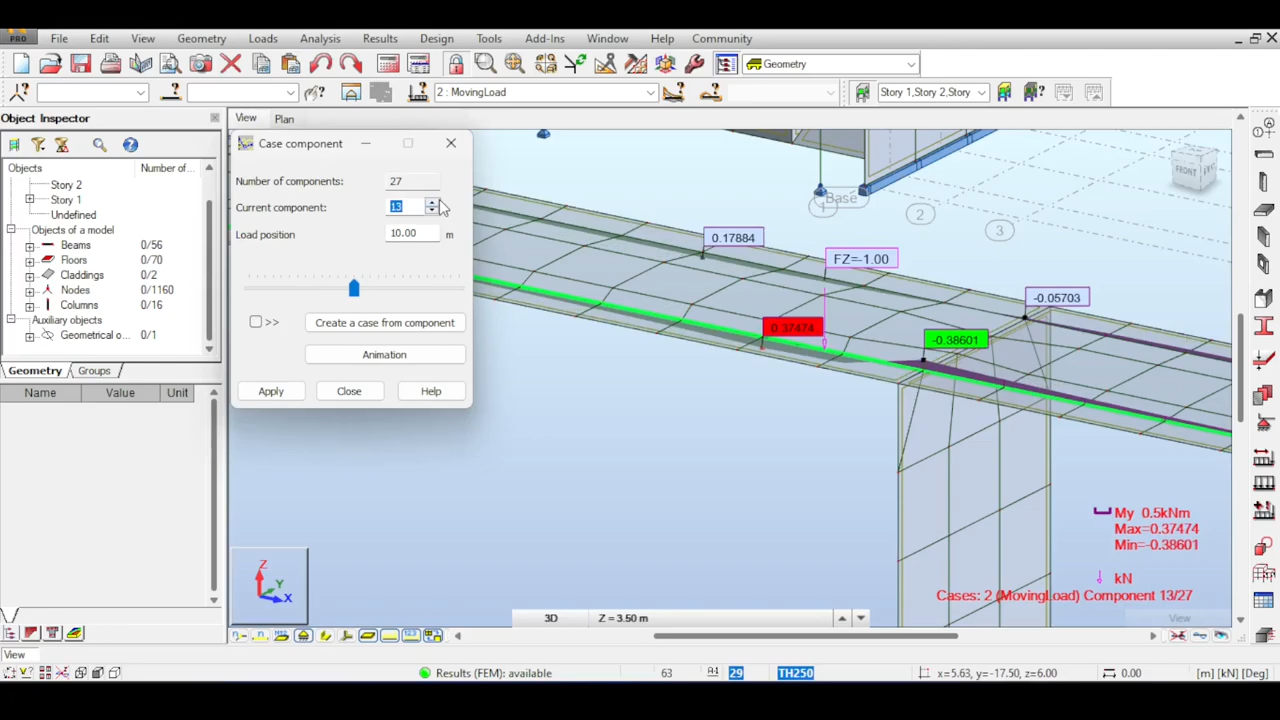 PRO File Edit View Geometry Loads Analysis Results Design Tools Add-Ins Window Help Community
Geometry
2 : MovingLoad Story 1,Story 2,Story
Object Inspector
View Plan
Objects Number of...
Story 2
Story 1
Undefined
Objects of a model
Beams 0/56
Floors 0/70
Claddings 0/2
Nodes 0/1160
Columns 0/16
Auxiliary objects
Geometrical o... 0/1
Geometry Groups
Name Value Unit
Case component
Number of components: 27
Current component: 13
Load position 10.00 m
>> Create a case from component
Animation
Apply Close Help
FRONT
Base
1
2
3
0.17884
FZ=-1.00
-0.05703
0.37474
-0.38601
My 0.5kNm
Max=0.37474
Min=-0.38601
kN
Cases: 2 (MovingLoad) Component 13/27
Z
Y
X
3D Z = 3.50 m
View
View
Results (FEM): available 63 29 TH250 x=5.63, y=-17.50, z=6.00 0.00 [m] [kN] [Deg]